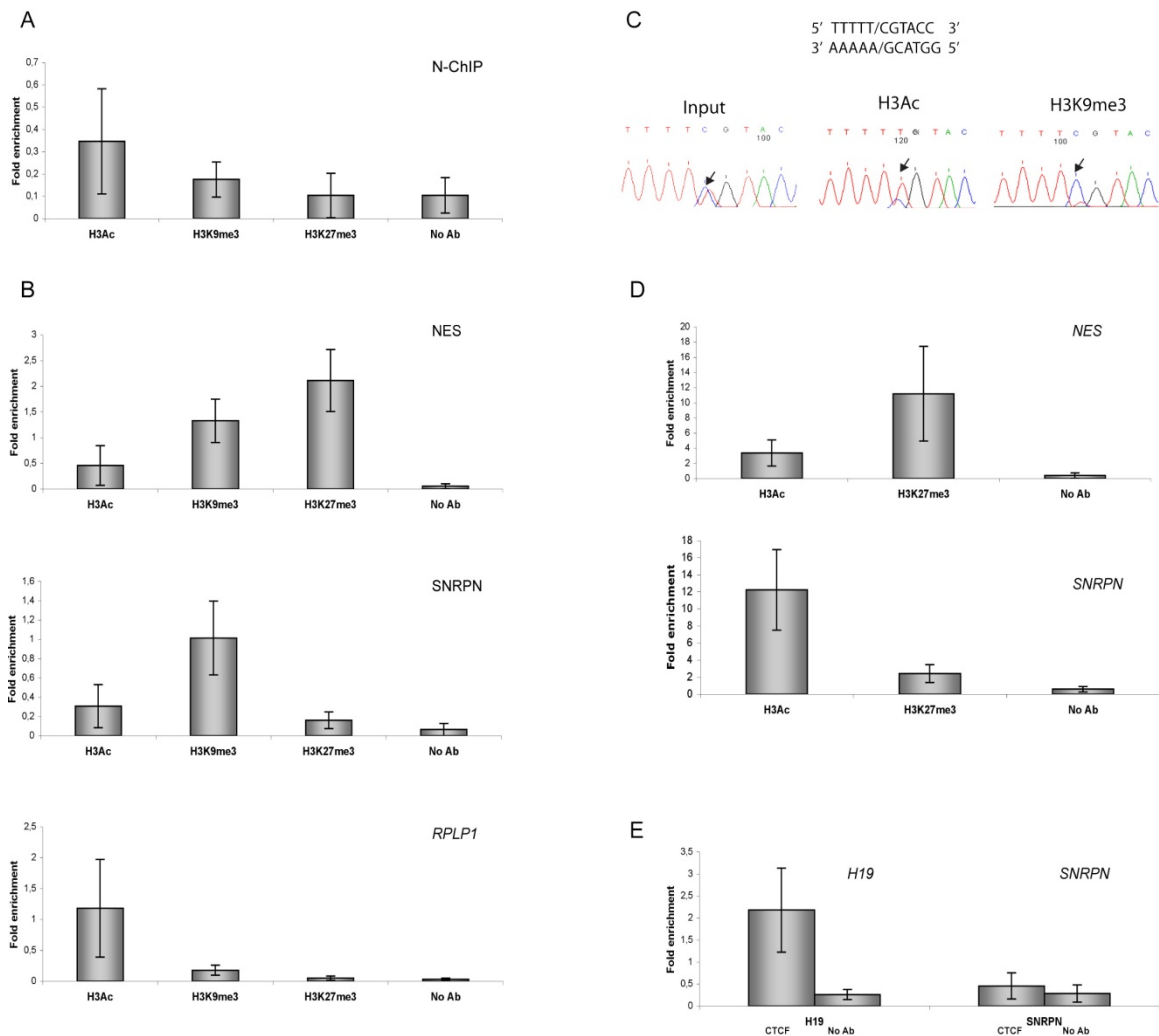 A
N-ChIP
Fold enrichment
0,7
0,6
0,5
0,4
0,3
0,2
0,1
0
H3Ac H3K9me3 H3K27me3 No Ab
B
NES
Fold enrichment
3
2,5
2
1,5
1
0,5
0
H3Ac H3K9me3 H3K27me3 No Ab
SNRPN
Fold enrichment
1,6
1,4
1,2
1
0,8
0,6
0,4
0,2
0
H3Ac H3K9me3 H3K27me3 No Ab
RPLP1
Fold enrichment
2,5
2
1,5
1
0,5
0
H3Ac H3K9me3 H3K27me3 No Ab
C
5' TTTTT/CGTACC 3'
3' AAAAA/GCATGG 5'
Input
T T T T C G T A C
100
H3Ac
T T T T T G T A C
120
H3K9me3
T T T T C G T A C
100
D
NES
Fold enrichment
20
18
16
14
12
10
8
6
4
2
0
H3Ac H3K27me3 No Ab
SNRPN
Fold enrichment
18
16
14
12
10
8
6
4
2
0
H3Ac H3K27me3 No Ab
E
H19 SNRPN
Fold enrichment
3,5
3
2,5
2
1,5
1
0,5
0
H19 SNRPN
CTCF No Ab CTCF No Ab